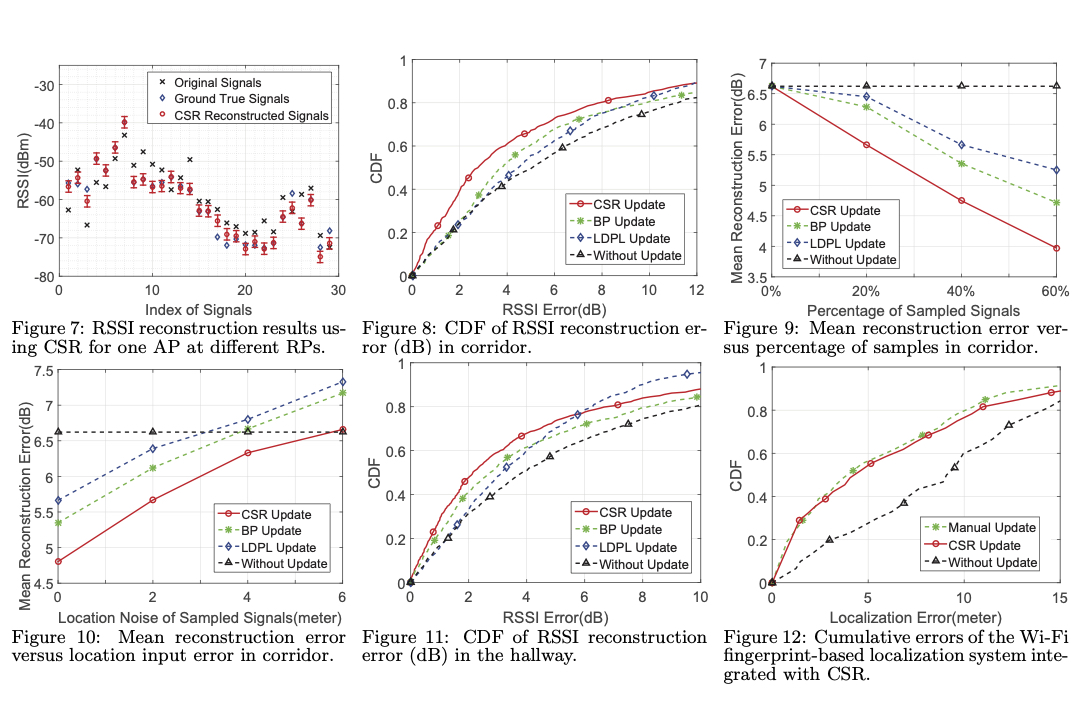 -30
-40
-50
-60
-70
-80
RSSI(dBm)
Original Signals
Ground True Signals
CSR Reconstructed Signals
0
10
20
30
Index of Signals
Figure 7: RSSI reconstruction results us-
ing CSR for one AP at different RPs.
1
0.8
0.6
0.4
0.2
0
CDF
CSR Update
BP Update
LDPL Update
Without Update
0
2
4
6
8
10
12
RSSI Error(dB)
Figure 8: CDF of RSSI reconstruction er-
ror (dB) in corridor.
7
6.5
6
5.5
5
4.5
4
3.5
Mean Reconstruction Error(dB)
CSR Update
BP Update
LDPL Update
Without Update
0%
20%
40%
60%
Percentage of Sampled Signals
Figure 9: Mean reconstruction error ver-
sus percentage of samples in corridor.
7.5
7
6.5
6
5.5
5
4.5
Mean Reconstruction Error(dB)
CSR Update
BP Update
LDPL Update
Without Update
0
2
4
6
Location Noise of Sampled Signals(meter)
Figure 10: Mean reconstruction error
versus location input error in corridor.
1
0.8
0.6
0.4
0.2
0
CDF
CSR Update
BP Update
LDPL Update
Without Update
0
2
4
6
8
10
RSSI Error(dB)
Figure 11: CDF of RSSI reconstruction
error (dB) in the hallway.
1
0.8
0.6
0.4
0.2
0
CDF
Manual Update
CSR Update
Without Update
0
5
10
15
Localization Error(meter)
Figure 12: Cumulative errors of the Wi-Fi
fingerprint-based localization system inte-
grated with CSR.